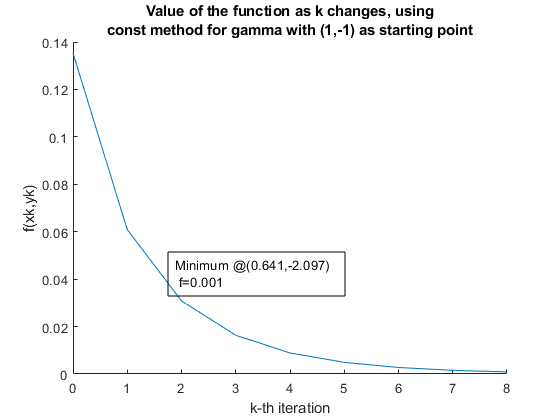 Value of the function as k changes, using
const method for gamma with (1,-1) as starting point
0.14
0.12
0.1
0.08
0.06
0.04
0.02
0
f(xk,yk)
Minimum @(0.641,-2.097)
f=0.001
0 1 2 3 4 5 6 7 8
k-th iteration